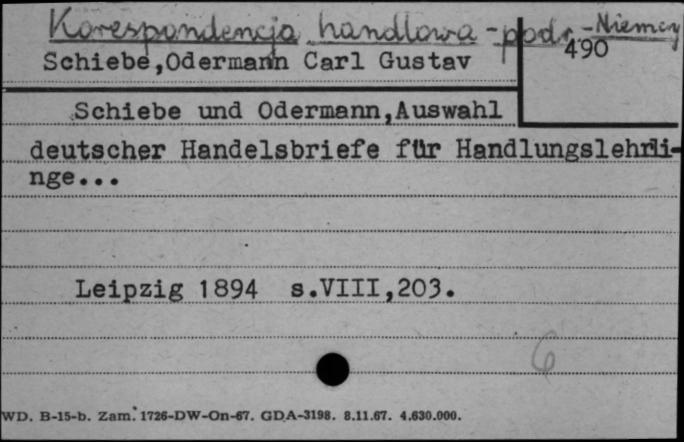 Korespondencja handlowa - podr. - Niemcy
490
Schiebe,Odermann Carl Gustav
Schiebe und Odermann,Auswahl
deutscher Handelsbriefe für Handlungslehrli-
nge...
Leipzig 1894 s.VIII,203.
6
WD. B-15-b. Zam. 1726-DW-On-67. GDA-3198. 8.11.67. 4.630.000.